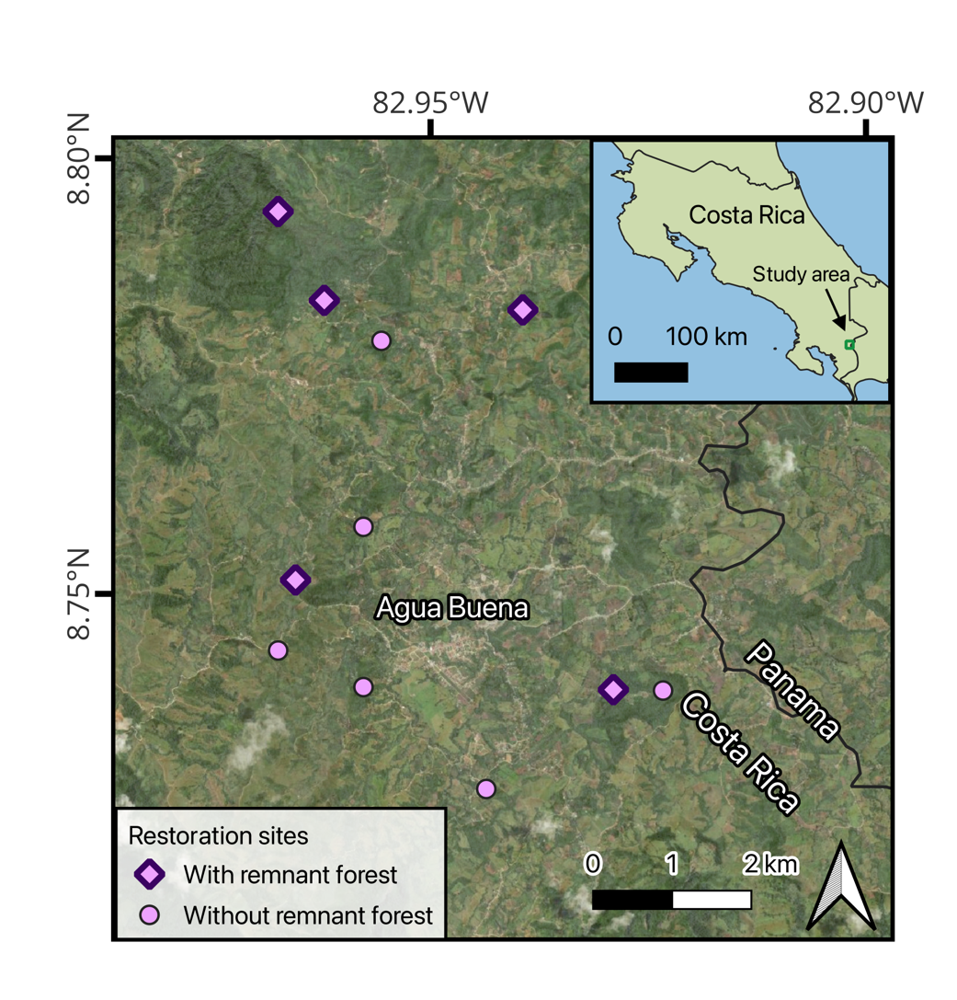 82.95°W
82.90°W
8.80°N
Costa Rica
Study area
0 100 km
8.75°N
Agua Buena
Panama
Costa Rica
Restoration sites
With remnant forest
Without remnant forest
0 1 2 km